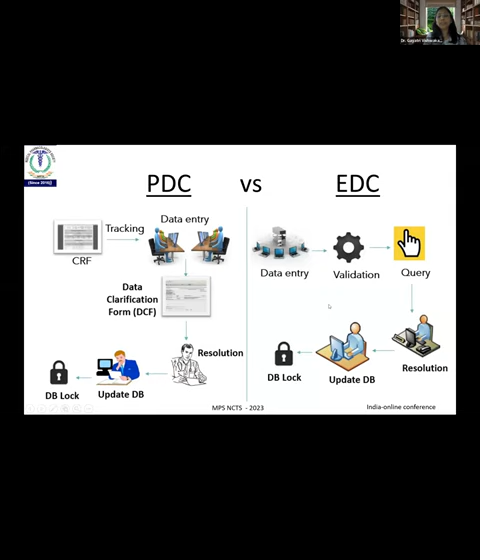 PDC vs EDC
Tracking
CRF
Data entry
Data
Clarification
Form (DCF)
Resolution
Update DB
DB Lock
Data entry
Validation
Query
Resolution
Update DB
DB Lock
MPS NCTS - 2023
India-online conference